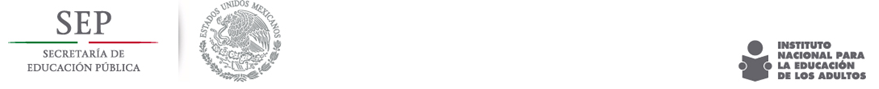 SEP
SECRETARÍA DE
EDUCACIÓN PÚBLICA
ESTADOS UNIDOS MEXICANOS
INSTITUTO
NACIONAL PARA
LA EDUCACIÓN
DE LOS ADULTOS